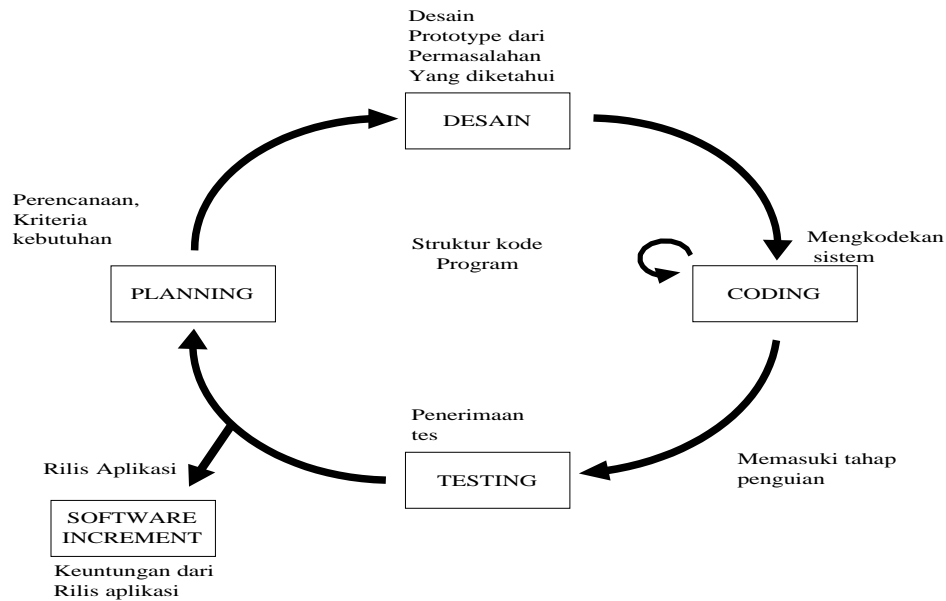 Desain
Prototype dari
Permasalahan
Yang diketahui
DESAIN
Perencanaan,
Kriteria
kebutuhan
Struktur kode
Program
Mengkodekan
sistem
PLANNING
CODING
Penerimaan
tes
TESTING
Memasuki tahap
penguian
Rilis Aplikasi
SOFTWARE
INCREMENT
Keuntungan dari
Rilis aplikasi